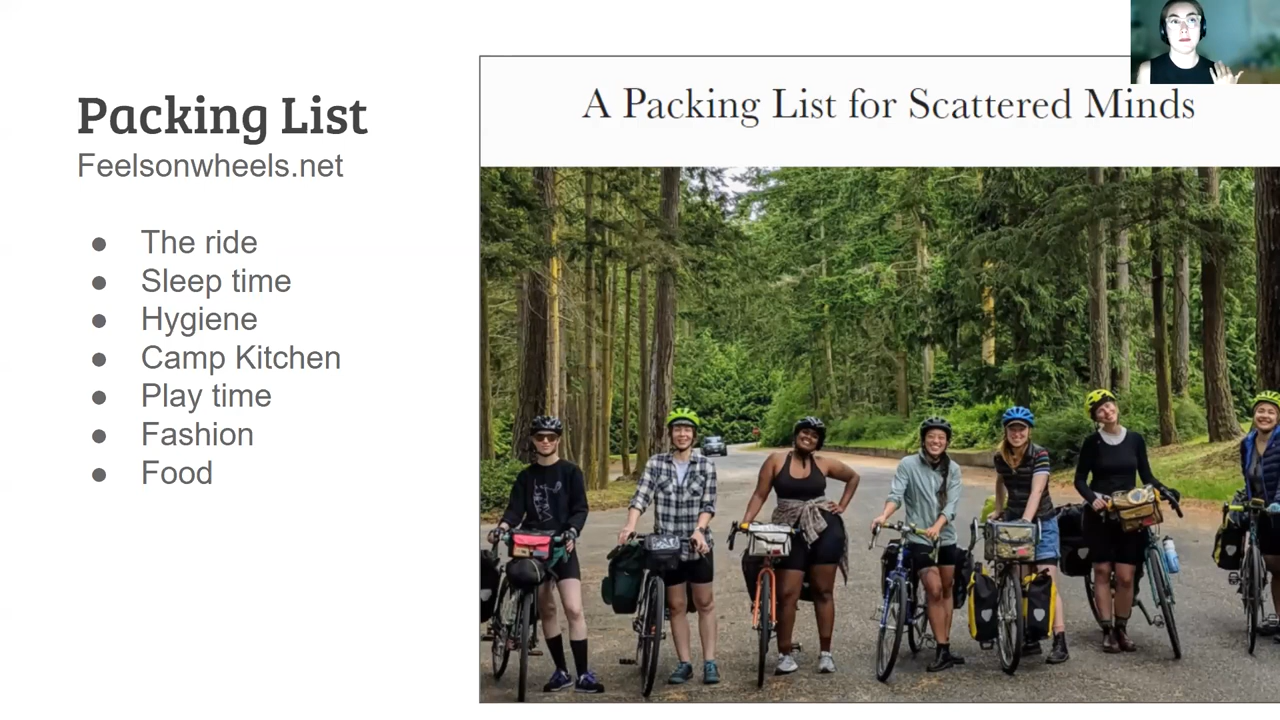 Packing List
Feelsonwheels.net
The ride
Sleep time
Hygiene
Camp Kitchen
Play time
Fashion
Food
A Packing List for Scattered Minds